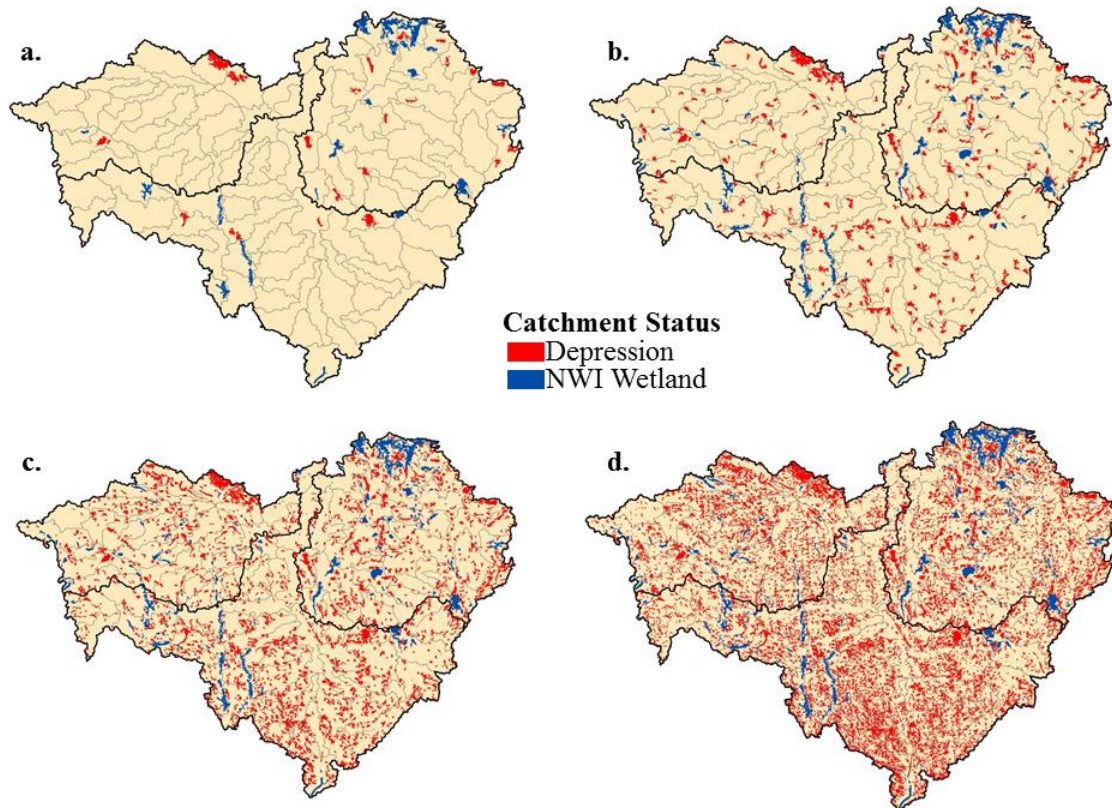 a.
b.
Catchment Status
Depression
NWI Wetland
c.
d.